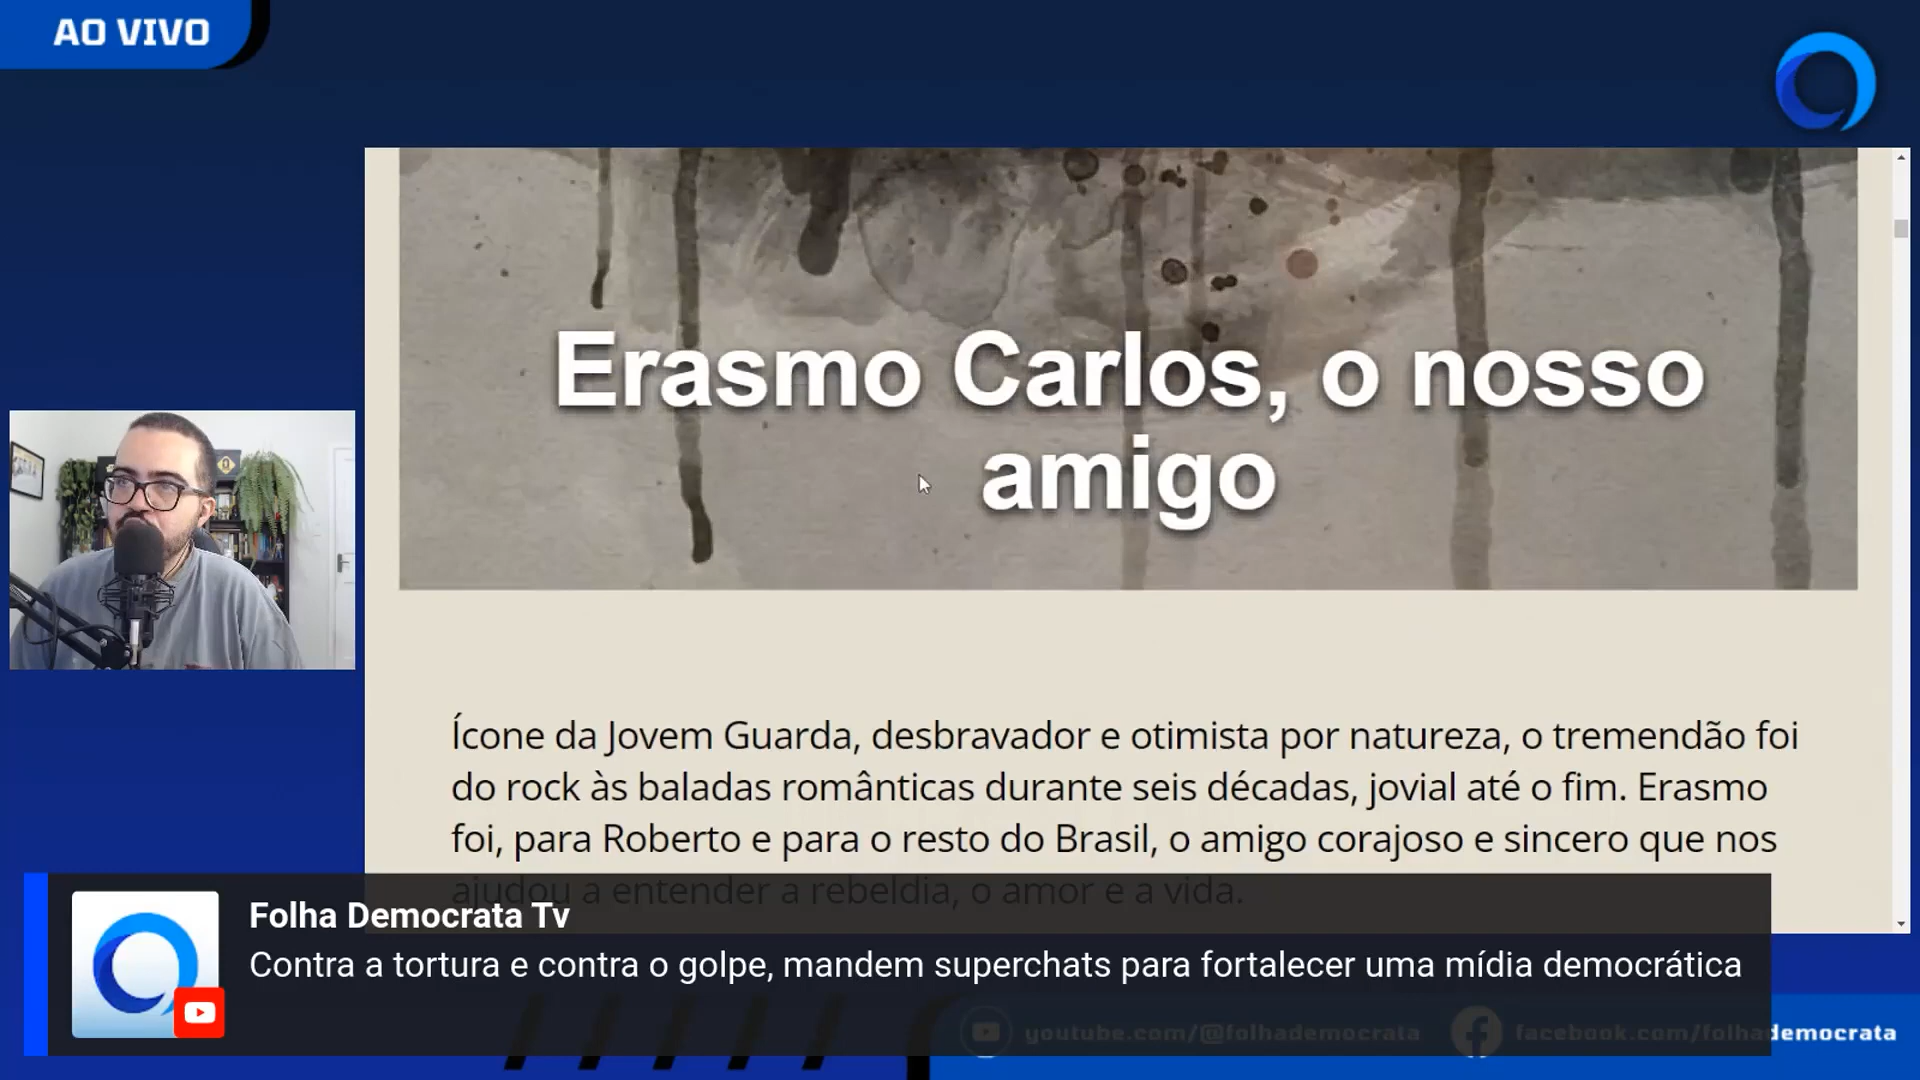 AO VIVO
Erasmo Carlos, o nosso
amigo
Ícone da Jovem Guarda, desbravador e otimista por natureza, o tremendão foi
do rock às baladas românticas durante seis décadas, jovial até o fim. Erasmo
foi, para Roberto e para o resto do Brasil, o amigo corajoso e sincero que nos
ajudou a entender a rebeldia, o amor e a vida.
Folha Democrata Tv
Contra a tortura e contra o golpe, mandem superchats para fortalecer uma mídia democrática
youtube.com/@folhademocrata
facebook.com/folhademocrata